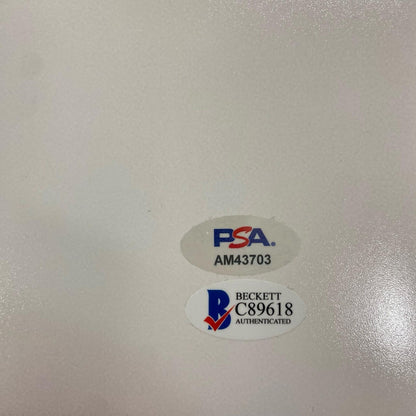 PSA.
AM43703
BECKETT
B C89618
AUTHENTICATED